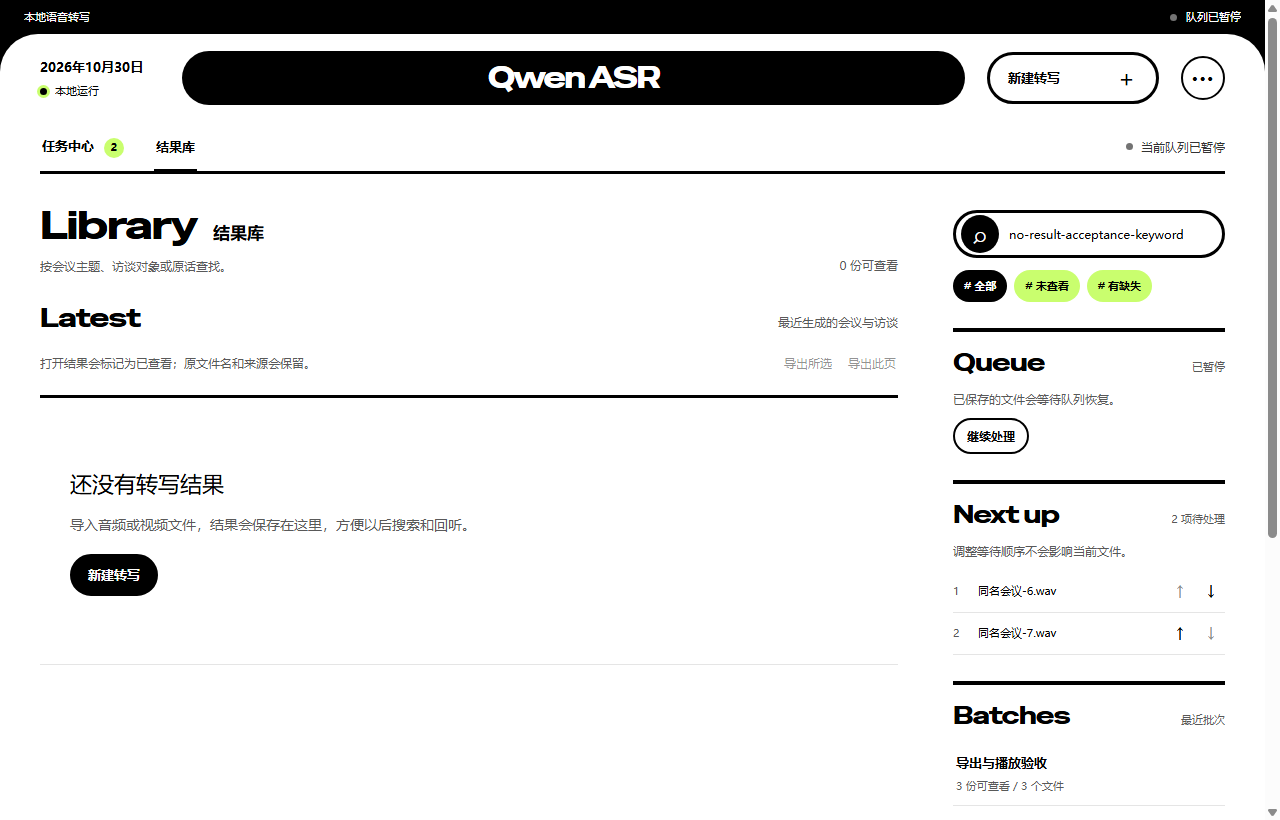 本地语音转写
队列已暂停
2026年10月30日
本地运行
Qwen ASR
新建转写 +
任务中心 2
结果库
当前队列已暂停
Library 结果库
按会议主题、访谈对象或原话查找。
0 份可查看
Latest
最近生成的会议与访谈
打开结果会标记为已查看；原文件名和来源会保留。
导出所选 导出此页
还没有转写结果
导入音频或视频文件，结果会保存在这里，方便以后搜索和回听。
新建转写
no-result-acceptance-keyword
# 全部 # 未查看 # 有缺失
Queue 已暂停
已保存的文件会等待队列恢复。
继续处理
Next up 2 项待处理
调整等待顺序不会影响当前文件。
1 同名会议-6.wav ↑ ↓
2 同名会议-7.wav ↑ ↓
Batches 最近批次
导出与播放验收
3 份可查看 / 3 个文件